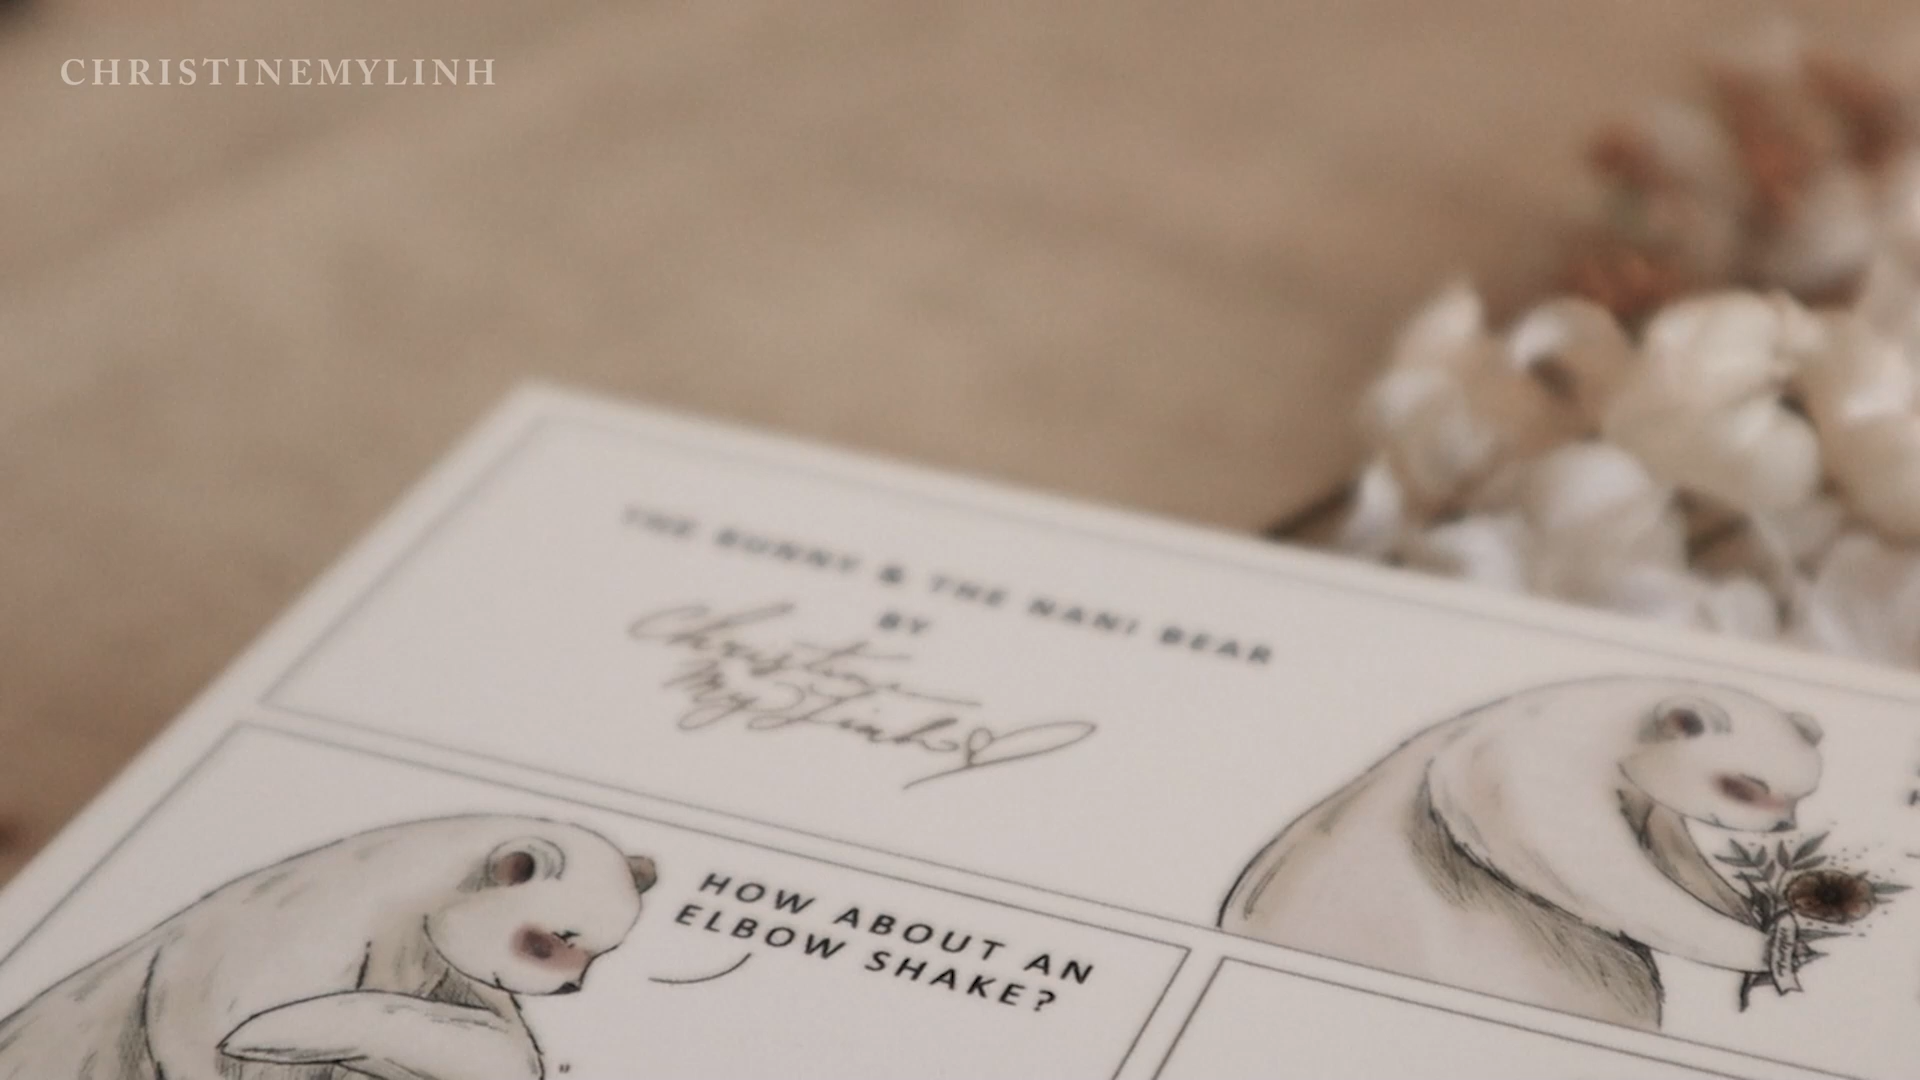 CHRISTINEMYLINH
THE BUNNY & THE NANI BEAR
BY
Christine
My Linh
HOW ABOUT AN
ELBOW SHAKE?